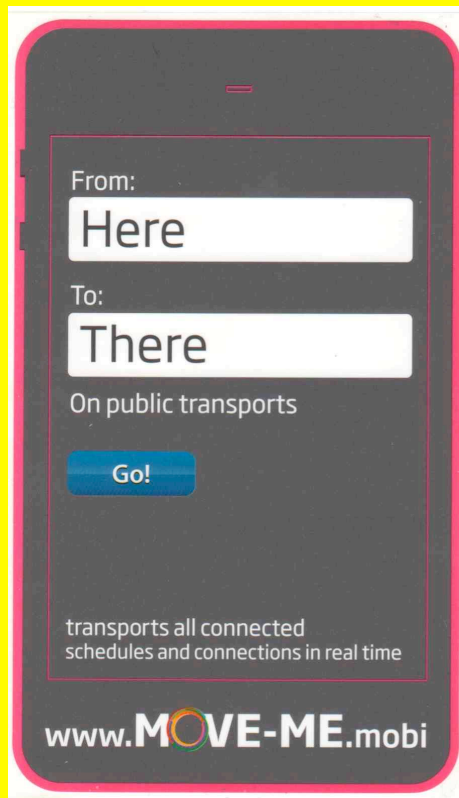 From:
Here
To:
There
On public transports
Go!
transports all connected
schedules and connections in real time
www.MOVE-ME.mobi